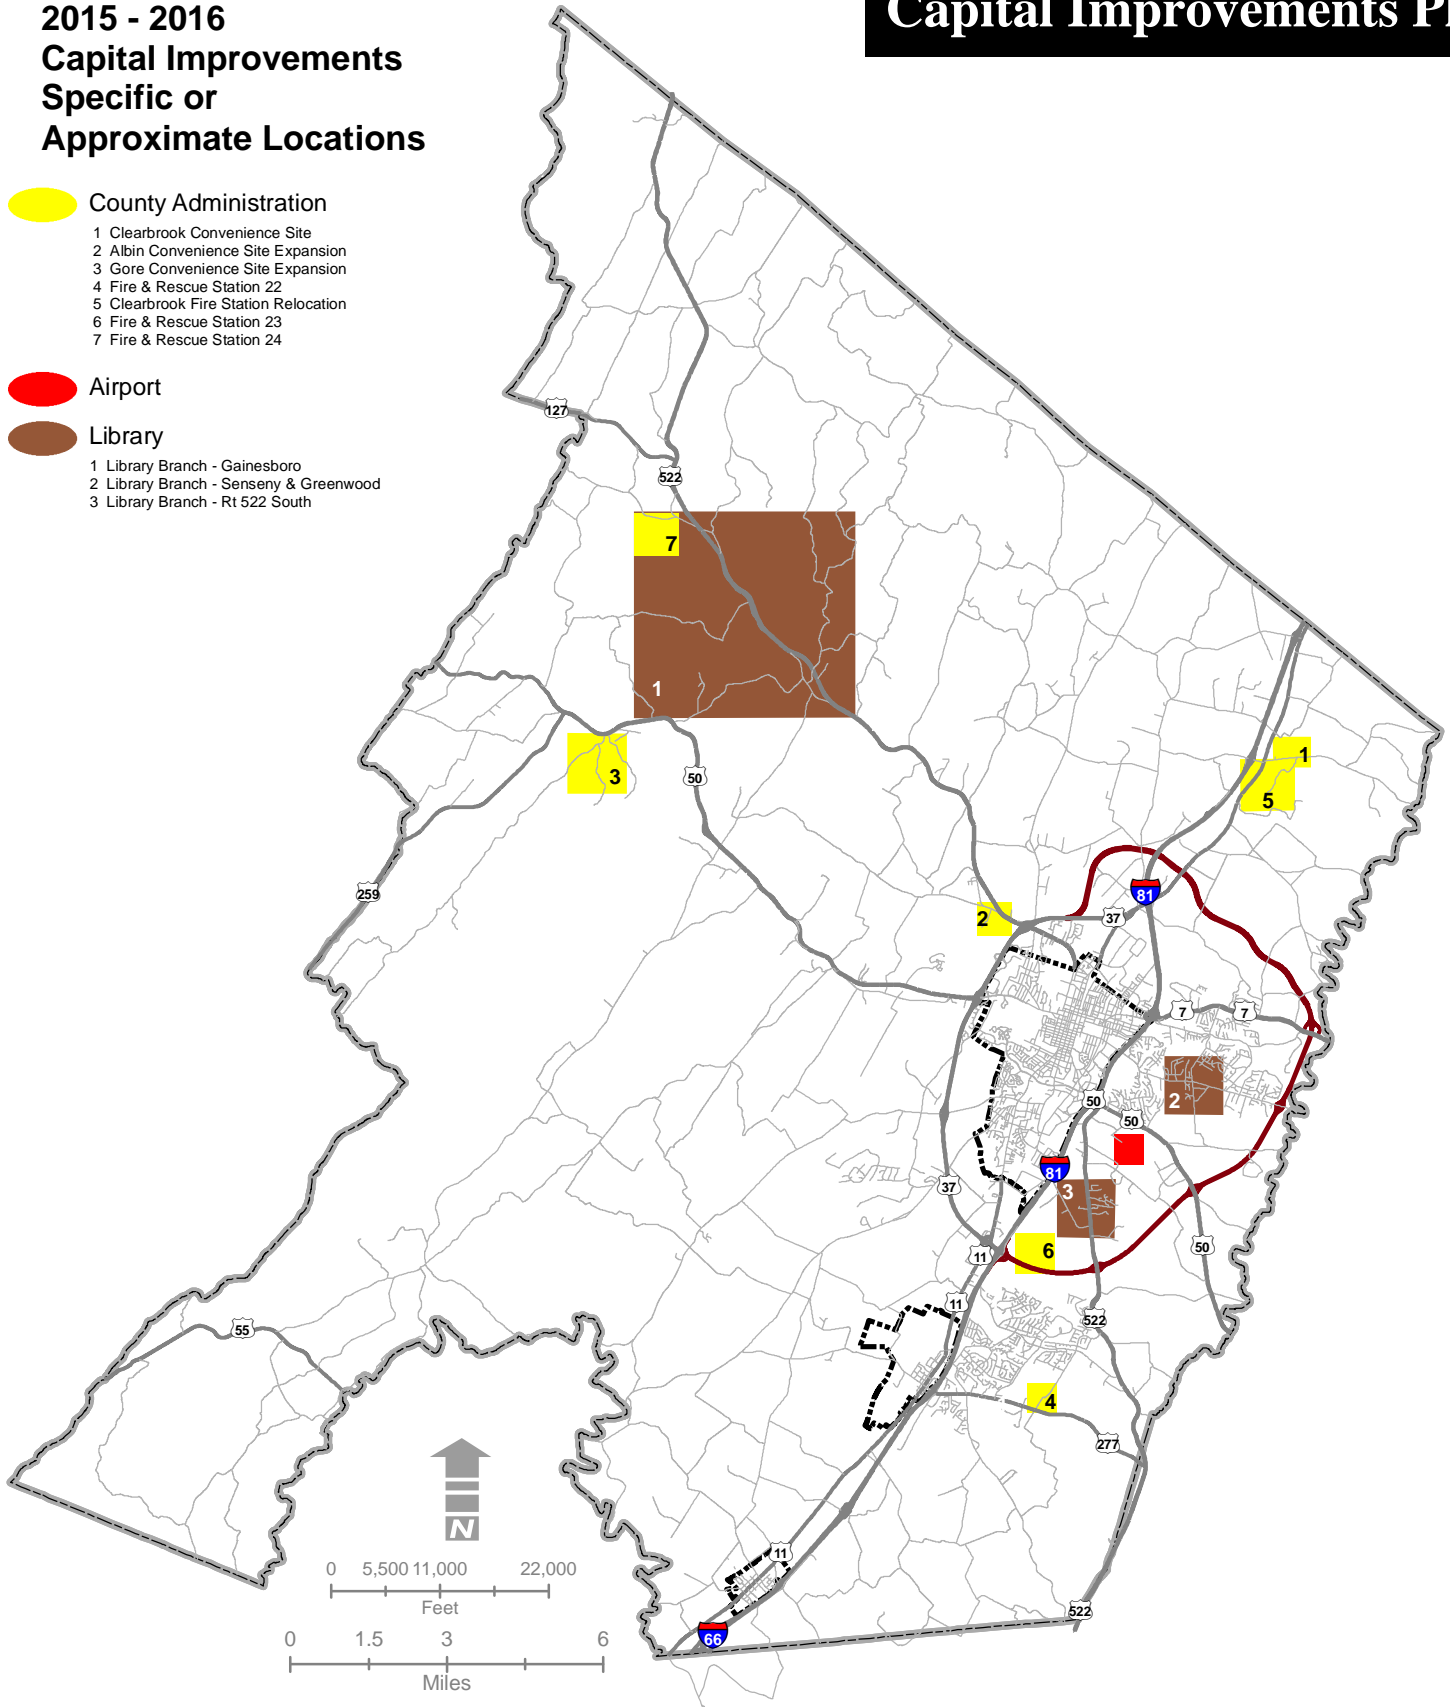 2015 - 2016
Capital Improvements
Specific or
Approximate Locations
Capital Improvements Pl
County Administration
1 Clearbrook Convenience Site
2 Albin Convenience Site Expansion
3 Gore Convenience Site Expansion
4 Fire & Rescue Station 22
5 Clearbrook Fire Station Relocation
6 Fire & Rescue Station 23
7 Fire & Rescue Station 24
Airport
Library
1 Library Branch - Gainesboro
2 Library Branch - Senseny & Greenwood
3 Library Branch - Rt 522 South
127
522
7
1
3
50
1
5
259
81
2
37
7
7
50
2
50
81
3
37
6
11
50
11
522
55
4
277
N
0 5,500 11,000 22,000
Feet
11
522
66
0 1.5 3 6
Miles